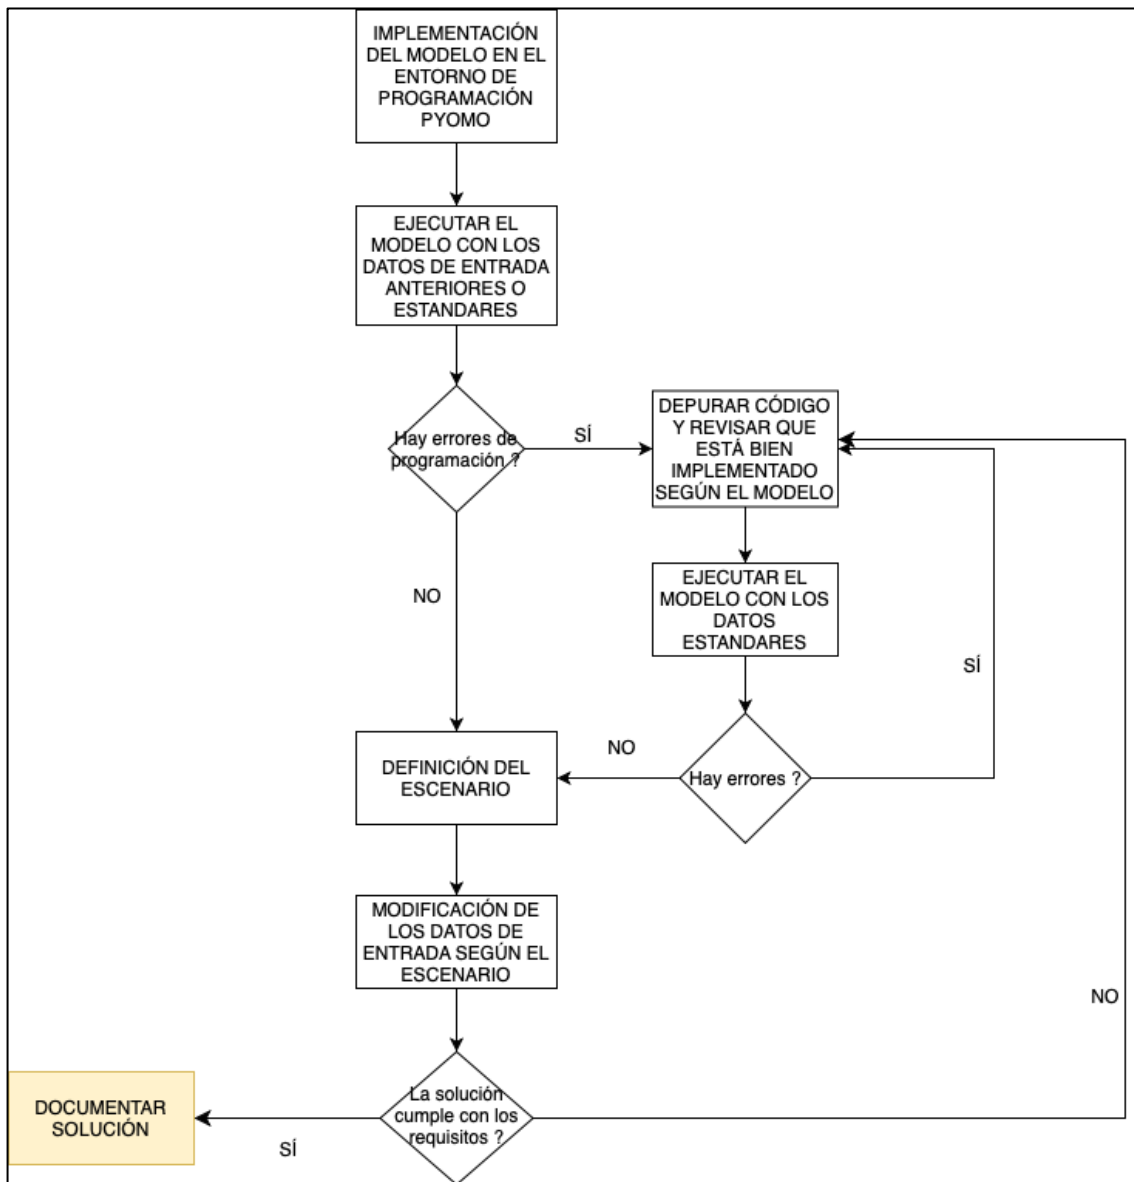 IMPLEMENTACIÓN
DEL MODELO EN EL
ENTORNO DE
PROGRAMACIÓN
PYOMO
EJECUTAR EL
MODELO CON LOS
DATOS DE ENTRADA
ANTERIORES O
ESTANDARES
Hay errores de
programación ?
SÍ
DEPURAR CÓDIGO
Y REVISAR QUE
ESTÁ BIEN
IMPLEMENTADO
SEGÚN EL MODELO
NO
EJECUTAR EL
MODELO CON LOS
DATOS
ESTANDARES
SÍ
Hay errores ?
NO
DEFINICIÓN DEL
ESCENARIO
MODIFICACIÓN DE
LOS DATOS DE
ENTRADA SEGÚN EL
ESCENARIO
NO
La solución
cumple con los
requisitos ?
SÍ
DOCUMENTAR
SOLUCIÓN